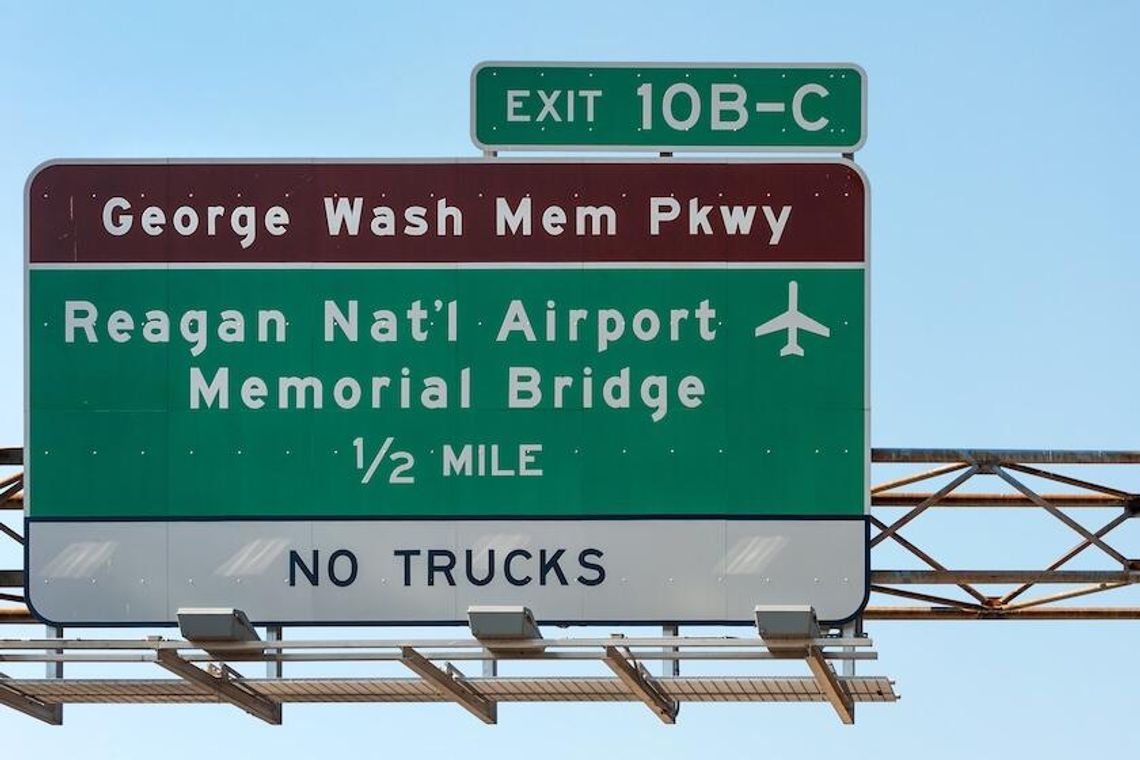 EXIT 10B-C
George Wash Mem Pkwy
Reagan Nat'l Airport
Memorial Bridge
1/2 MILE
NO TRUCKS